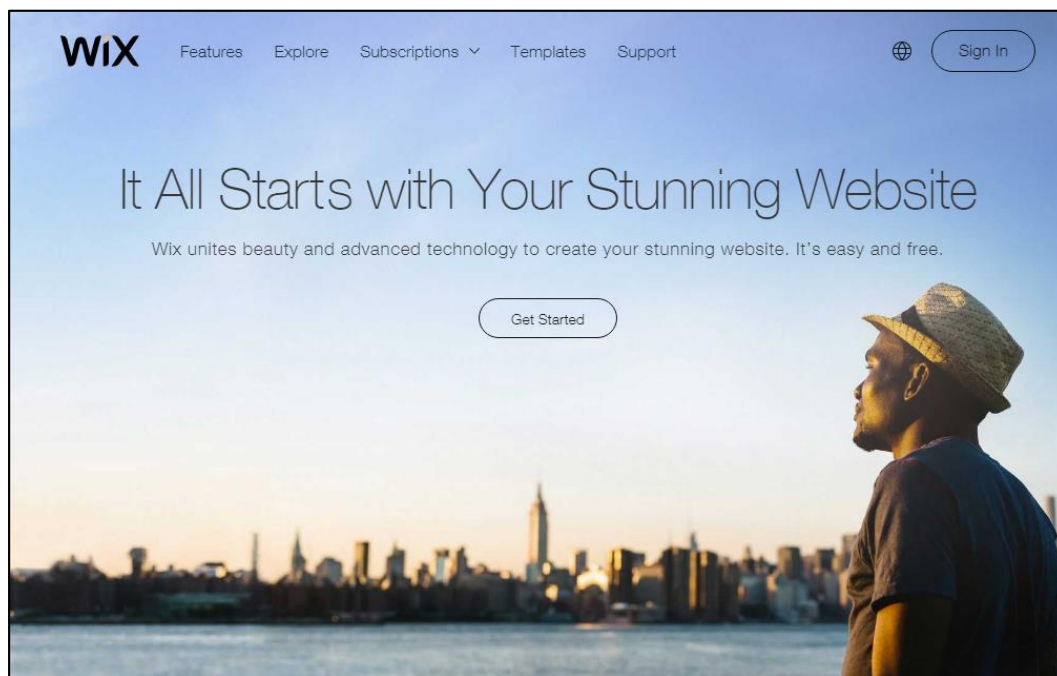 WiX Features Explore Subscriptions Templates Support Sign In
It All Starts with Your Stunning Website
Wix unites beauty and advanced technology to create your stunning website. It's easy and free.
Get Started